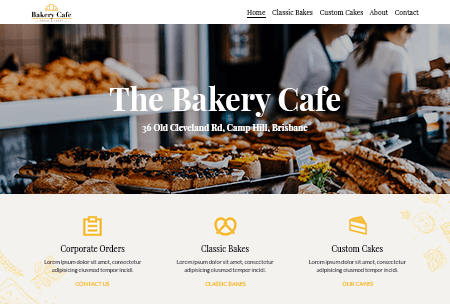 Bakery Cafe
Home Classic Bakes Custom Cakes About Contact
The Bakery Cafe
36 Old Cleveland Rd, Camp Hill, Brisbane
Corporate Orders Classic Bakes Custom Cakes
Lorem ipsum dolor sit amet, consectetur Lorem ipsum dolor sit amet, consectetur Lorem ipsum dolor sit amet, consectetur
adipisicing eiusmod tempor incidi. adipisicing eiusmod tempor incidi. adipisicing eiusmod tempor incidi.
CONTACT US CLASSIC BAKES OUR CAKES